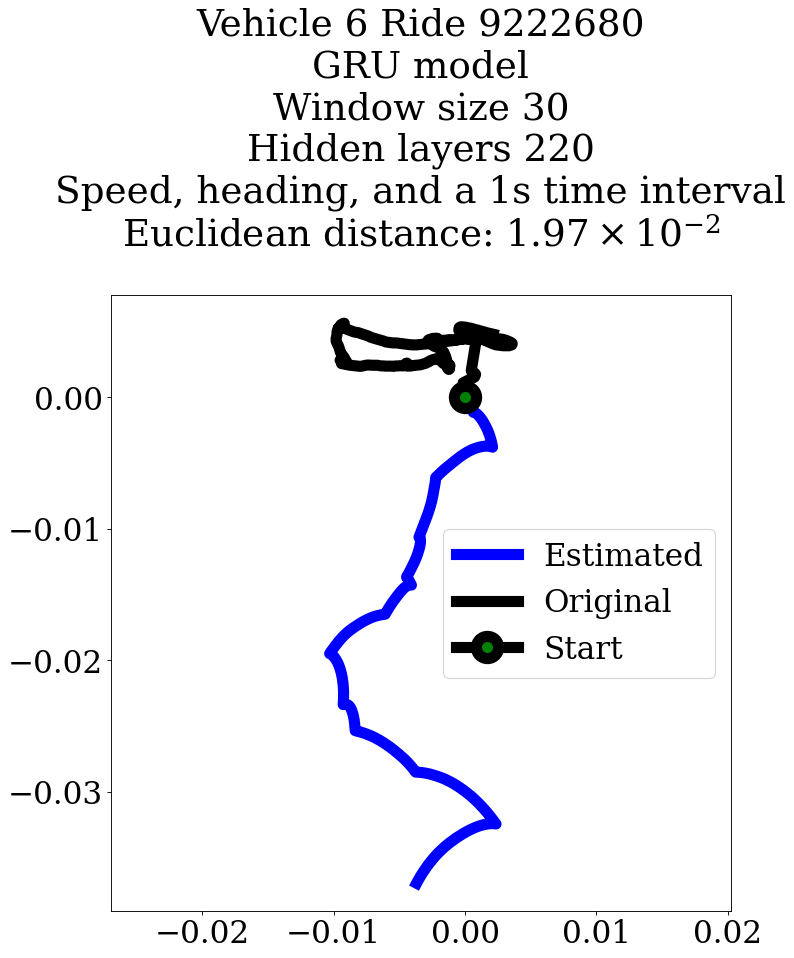 Vehicle 6 Ride 9222680
GRU model
Window size 30
Hidden layers 220
Speed, heading, and a 1s time interval
Euclidean distance: 1.97 × 10⁻²
0.00
−0.01
−0.02
−0.03
Estimated
Original
Start
−0.02 −0.01 0.00 0.01 0.02